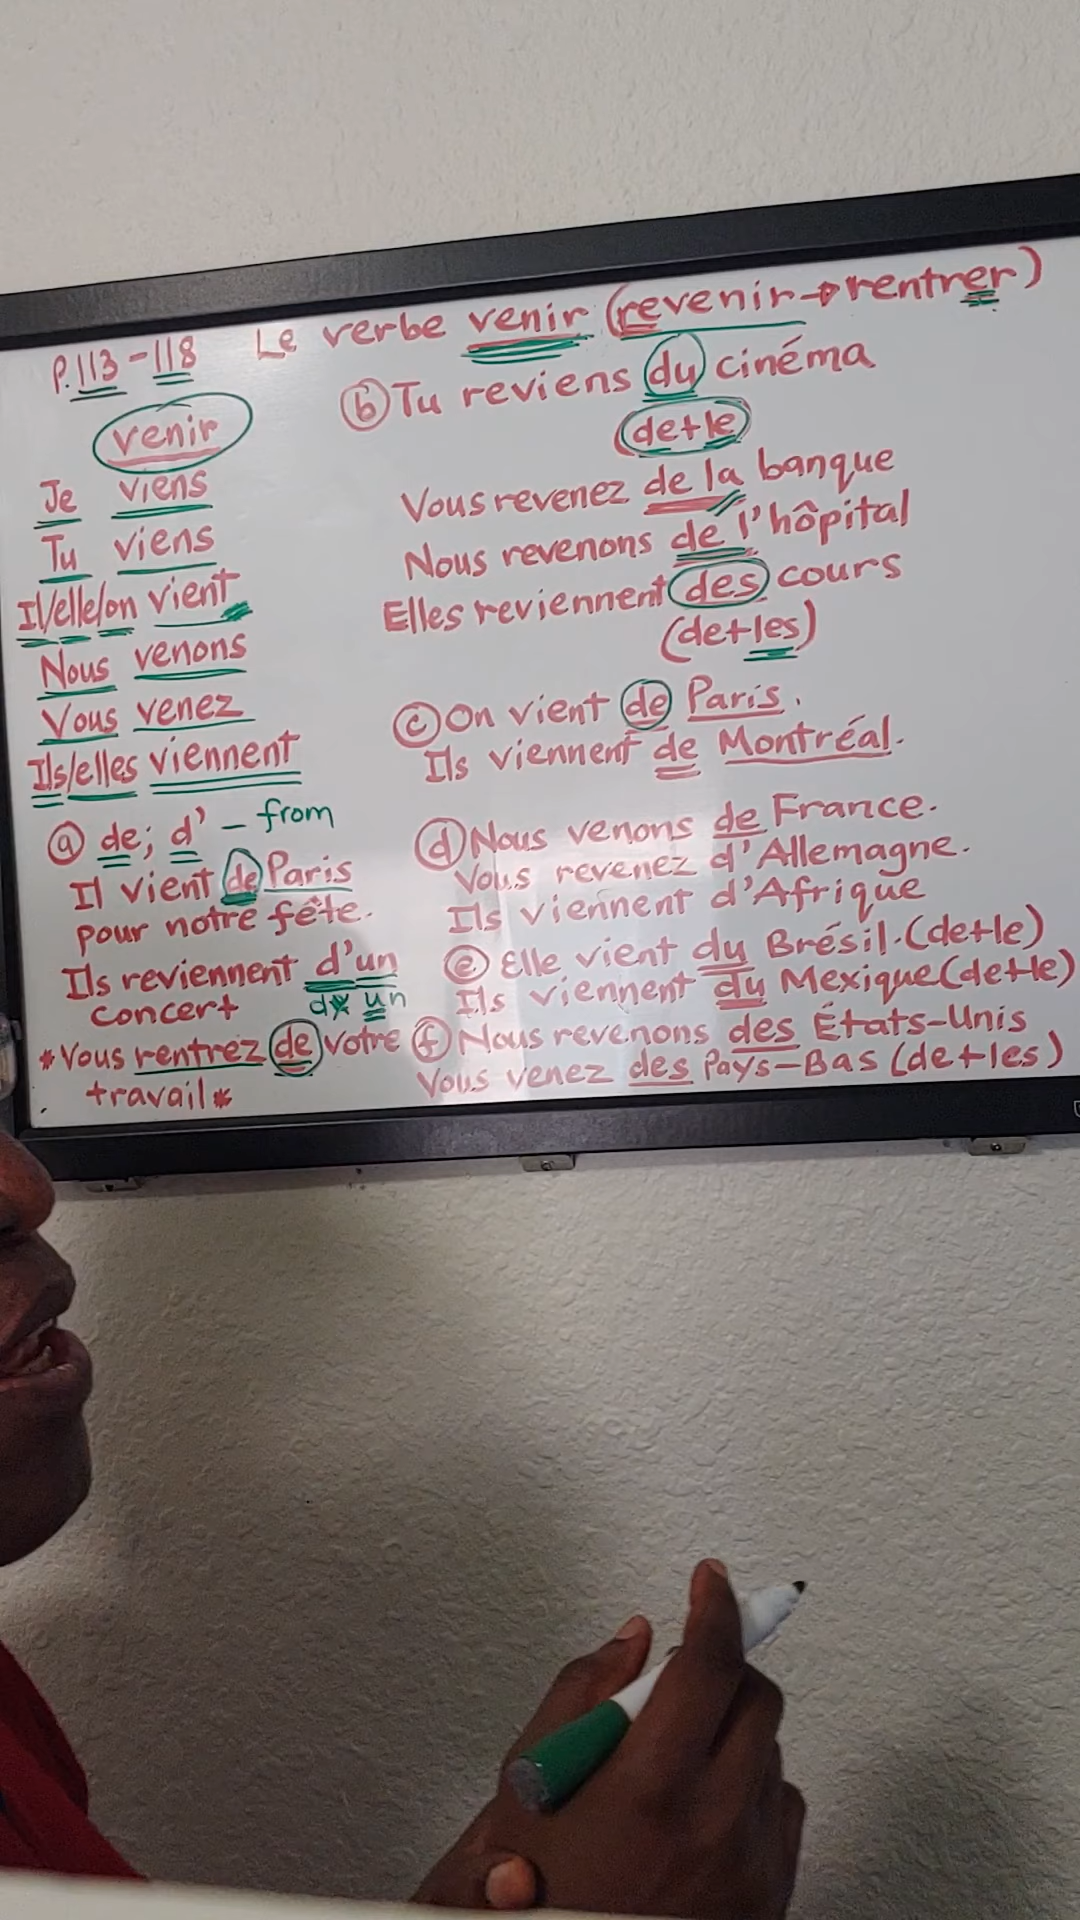 P.113-118 Le verbe venir (revenir→rentrer)
venir
Je viens
Tu viens
Il/elle/on vient
Nous venons
Vous venez
Ils/elles viennent
ⓐ de; d' - from
Il vient de Paris
pour notre fête.
Ils reviennent d'un
concert de un
*Vous rentrez de votre
travail*
ⓑ Tu reviens du cinéma
(de+le)
Vous revenez de la banque
Nous revenons de l'hôpital
Elles reviennent des cours
(de+les)
ⓒ On vient de Paris.
Ils viennent de Montréal.
ⓓ Nous venons de France.
Vous revenez d'Allemagne.
Ils viennent d'Afrique
ⓔ Elle vient du Brésil. (de+le)
Ils viennent du Mexique (de+le)
ⓕ Nous revenons des États-Unis
Vous venez des Pays-Bas (de+les)